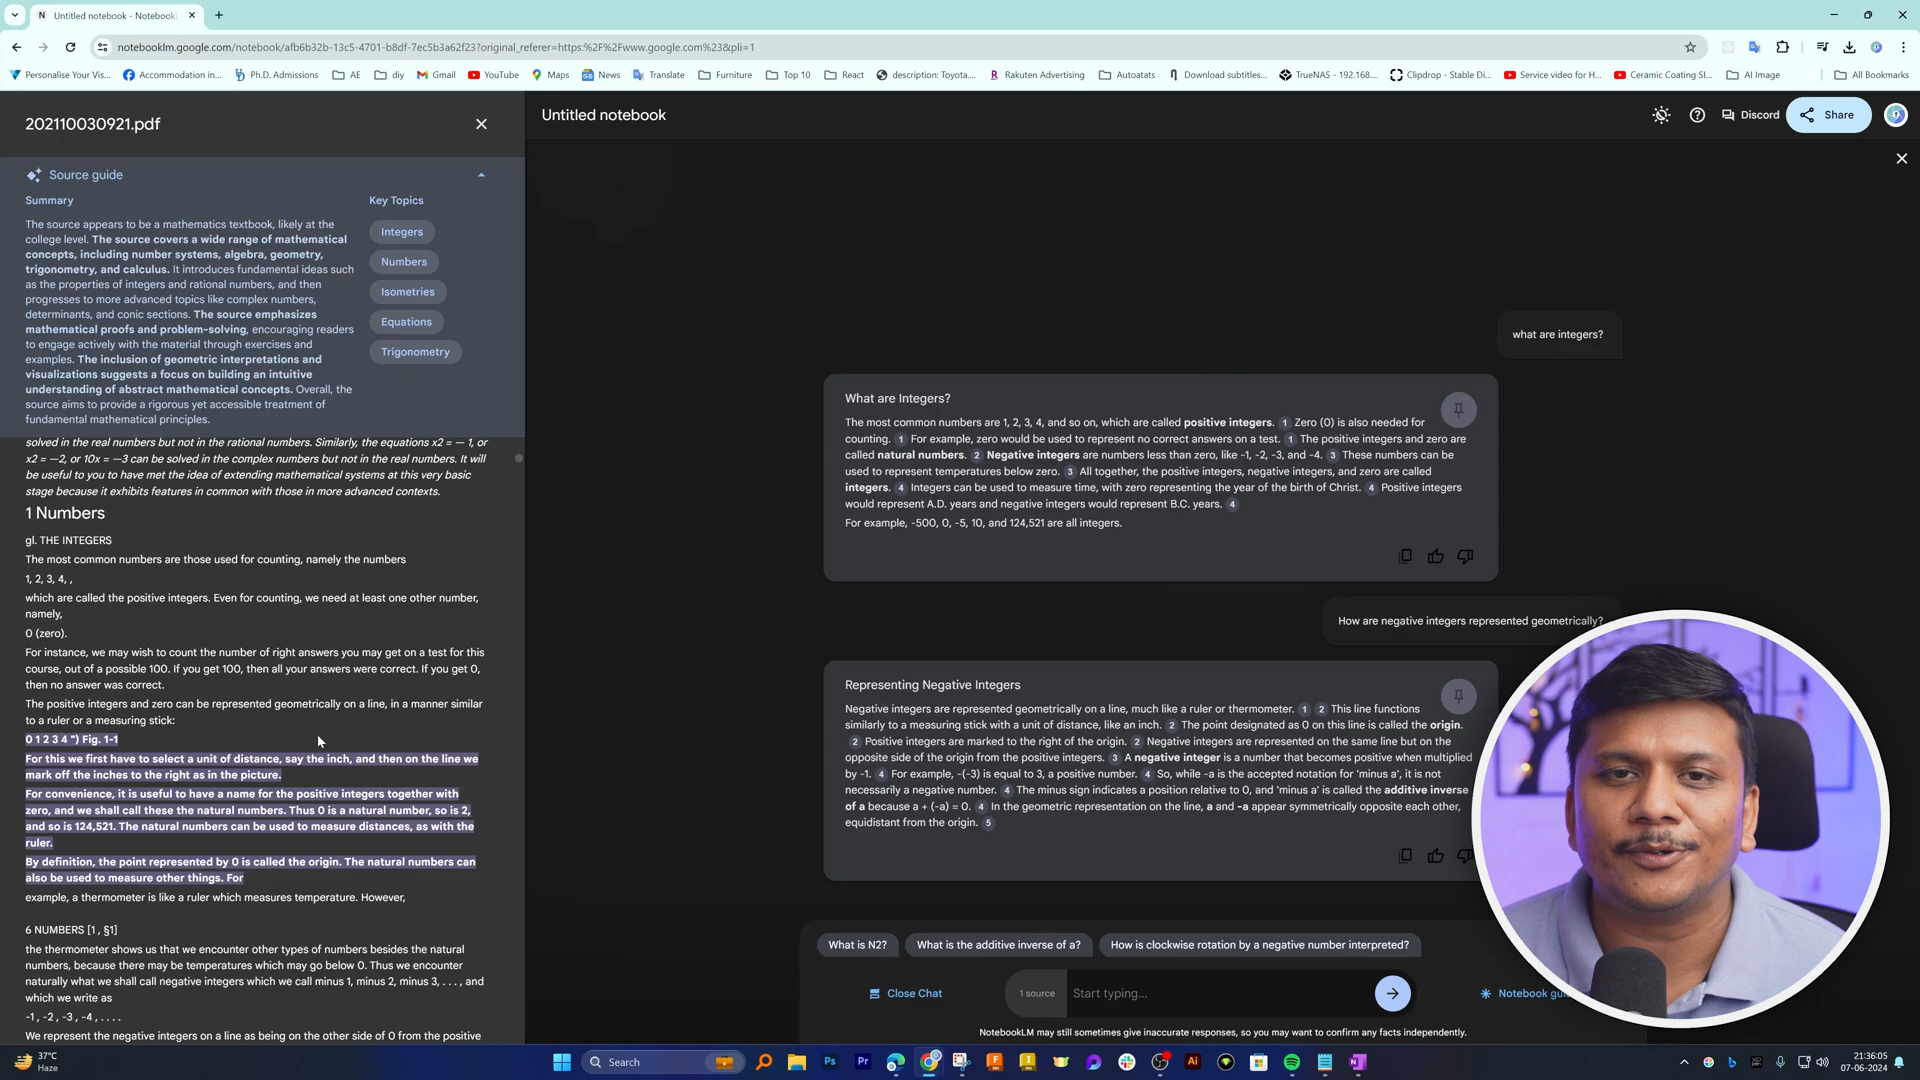 Untitled notebook - Notebook
notebooklm.google.com/notebook/afb6b32b-13c5-4701-b8df-7ec5b3a62f23?original_referer=https:%2F%2Fwww.google.com%23&pli=1
Personalise Your Vis...
Accommodation in...
Ph.D. Admissions
AE
diy
Gmail
YouTube
Maps
News
Translate
Furniture
Top 10
React
description: Toyota,...
Rakuten Advertising
Autoatats
Download subtitles...
TrueNAS - 192.168....
Clipdrop - Stable Di...
Service video for H...
Ceramic Coating Sl...
AI Image
All Bookmarks
202110030921.pdf
Source guide
Summary
The source appears to be a mathematics textbook, likely at the
college level. The source covers a wide range of mathematical
concepts, including number systems, algebra, geometry,
trigonometry, and calculus. It introduces fundamental ideas such
as the properties of integers and rational numbers, and then
progresses to more advanced topics like complex numbers,
determinants, and conic sections. The source emphasizes
mathematical proofs and problem-solving, encouraging readers
to engage actively with the material through exercises and
examples. The inclusion of geometric interpretations and
visualizations suggests a focus on building an intuitive
understanding of abstract mathematical concepts. Overall, the
source aims to provide a rigorous yet accessible treatment of
fundamental mathematical principles.
Key Topics
Integers
Numbers
Isometries
Equations
Trigonometry
solved in the real numbers but not in the rational numbers. Similarly, the equations x2 = — 1, or
x2 = —2, or 10x = —3 can be solved in the complex numbers but not in the real numbers. It will
be useful to you to have met the idea of extending mathematical systems at this very basic
stage because it exhibits features in common with those in more advanced contexts.
1 Numbers
gl. THE INTEGERS
The most common numbers are those used for counting, namely the numbers
1, 2, 3, 4, ,
which are called the positive integers. Even for counting, we need at least one other number,
namely,
0 (zero).
For instance, we may wish to count the number of right answers you may get on a test for this
course, out of a possible 100. If you get 100, then all your answers were correct. If you get 0,
then no answer was correct.
The positive integers and zero can be represented geometrically on a line, in a manner similar
to a ruler or a measuring stick:
0 1 2 3 4 ") Fig. 1-1
For this we first have to select a unit of distance, say the inch, and then on the line we
mark off the inches to the right as in the picture.
For convenience, it is useful to have a name for the positive integers together with
zero, and we shall call these the natural numbers. Thus 0 is a natural number, so is 2,
and so is 124,521. The natural numbers can be used to measure distances, as with the
ruler.
By definition, the point represented by 0 is called the origin. The natural numbers can
also be used to measure other things. For
example, a thermometer is like a ruler which measures temperature. However,
6 NUMBERS [1 , §1]
the thermometer shows us that we encounter other types of numbers besides the natural
numbers, because there may be temperatures which may go below 0. Thus we encounter
naturally what we shall call negative integers which we call minus 1, minus 2, minus 3, . . . , and
which we write as
-1 , -2 , -3 , -4 , . . . .
We represent the negative integers on a line as being on the other side of 0 from the positive
Untitled notebook
Discord
Share
what are integers?
What are Integers?
The most common numbers are 1, 2, 3, 4, and so on, which are called positive integers. 1 Zero (0) is also needed for
counting. 1 For example, zero would be used to represent no correct answers on a test. 1 The positive integers and zero are
called natural numbers. 2 Negative integers are numbers less than zero, like -1, -2, -3, and -4. 3 These numbers can be
used to represent temperatures below zero. 3 All together, the positive integers, negative integers, and zero are called
integers. 4 Integers can be used to measure time, with zero representing the year of the birth of Christ. 4 Positive integers
would represent A.D. years and negative integers would represent B.C. years. 4
For example, -500, 0, -5, 10, and 124,521 are all integers.
How are negative integers represented geometrically?
Representing Negative Integers
Negative integers are represented geometrically on a line, much like a ruler or thermometer. 1 2 This line functions
similarly to a measuring stick with a unit of distance, like an inch. 2 The point designated as 0 on this line is called the origin.
2 Positive integers are marked to the right of the origin. 2 Negative integers are represented on the same line but on the
opposite side of the origin from the positive integers. 3 A negative integer is a number that becomes positive when multiplied
by -1. 4 For example, -(-3) is equal to 3, a positive number. 4 So, while -a is the accepted notation for 'minus a', it is not
necessarily a negative number. 4 The minus sign indicates a position relative to 0, and 'minus a' is called the additive inverse
of a because a + (-a) = 0. 4 In the geometric representation on the line, a and -a appear symmetrically opposite each other,
equidistant from the origin. 5
What is N2?
What is the additive inverse of a?
How is clockwise rotation by a negative number interpreted?
Close Chat
1 source
Start typing...
Notebook
NotebookLM may still sometimes give inaccurate responses, so you may want to confirm any facts independently.
37°C
Haze
Search
21:36:05
07-06-2024